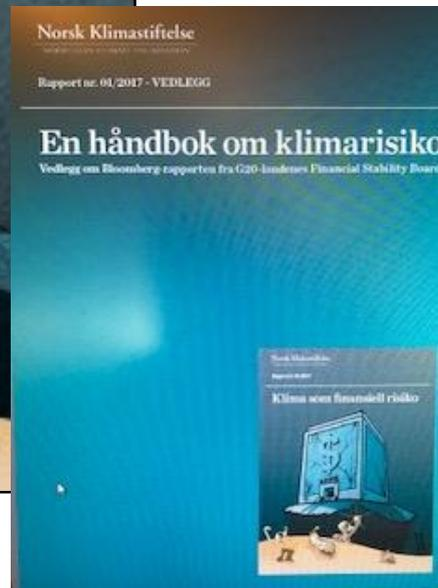 Norsk Klimastiftelse
Rapport nr. 01/2017 - VEDLEGG
En håndbok om klimarisiko
Vedlegg om Bloomberg-rapporten fra G20-landenes Financial Stability Board
Norsk Klimastiftelse
Klima som finansiell risiko
$